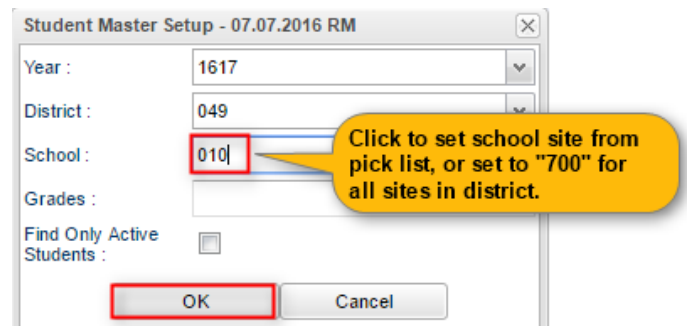 Student Master Setup - 07.07.2016 RM
Year : 1617
District : 049
School : 010
Click to set school site from
pick list, or set to "700" for
all sites in district.
Grades :
Find Only Active
Students :
OK Cancel